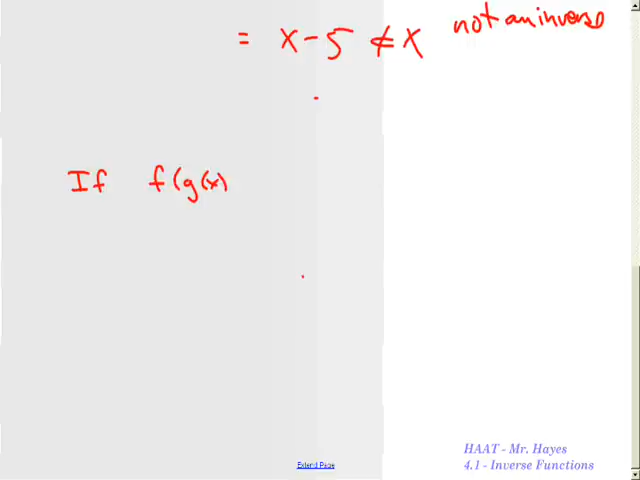 = x - 5 ≠ x not an inverse
If f(g(x)
Extend Page
HAAT - Mr. Hayes
4.1 - Inverse Functions